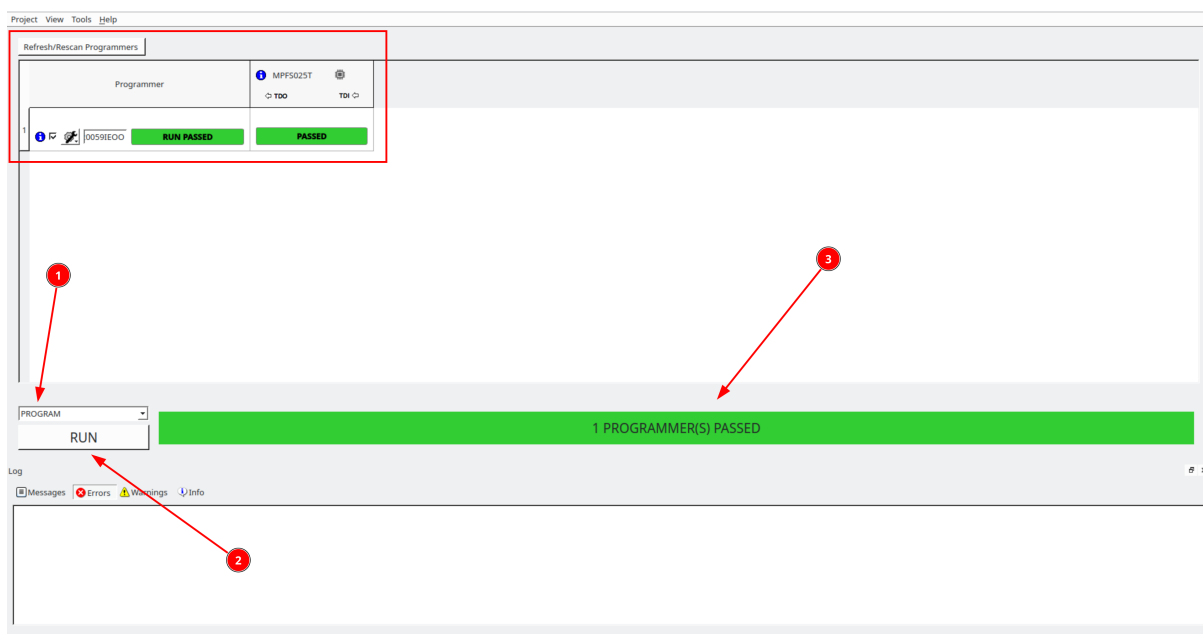 Project View Tools Help
Refresh/Rescan Programmers
Programmer
MPFS025T
TDO TDI
1
0059IEOO RUN PASSED PASSED
3
1
PROGRAM
RUN
1 PROGRAMMER(S) PASSED
Log
Messages Errors Warnings Info
2